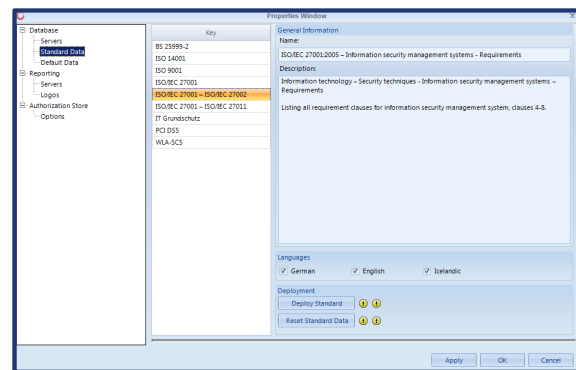 Properties Window
Database
Servers
Standard Data
Default Data
Reporting
Servers
Logos
Authorization Store
Options
Key
BS 25999-2
ISO 14001
ISO 9001
ISO/IEC 27001
ISO/IEC 27001 – ISO/IEC 27002
ISO/IEC 27001 – ISO/IEC 27011
IT Grundschutz
PCI DSS
WLA-SCS
General Information
Name:
ISO/IEC 27001:2005 – Information security management systems - Requirements
Description:
Information technology – Security techniques - Information security management systems –
Requirements
Listing all requirement clauses for information security management system, clauses 4-8.
Languages
German English Icelandic
Deployment
Deploy Standard
Reset Standard Data
Apply OK Cancel